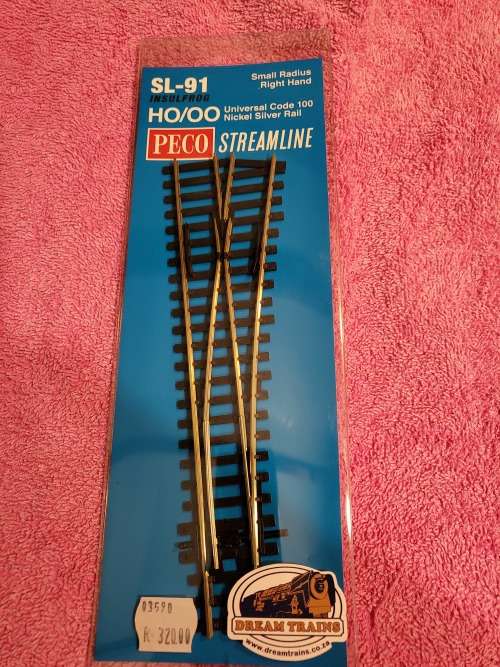 SL-91
INSULFROG
Small Radius
Right Hand
HO/OO
Universal Code 100
Nickel Silver Rail
PECO STREAMLINE
03590
R 320.00
DREAM TRAINS
www.dreamtrains.co.za